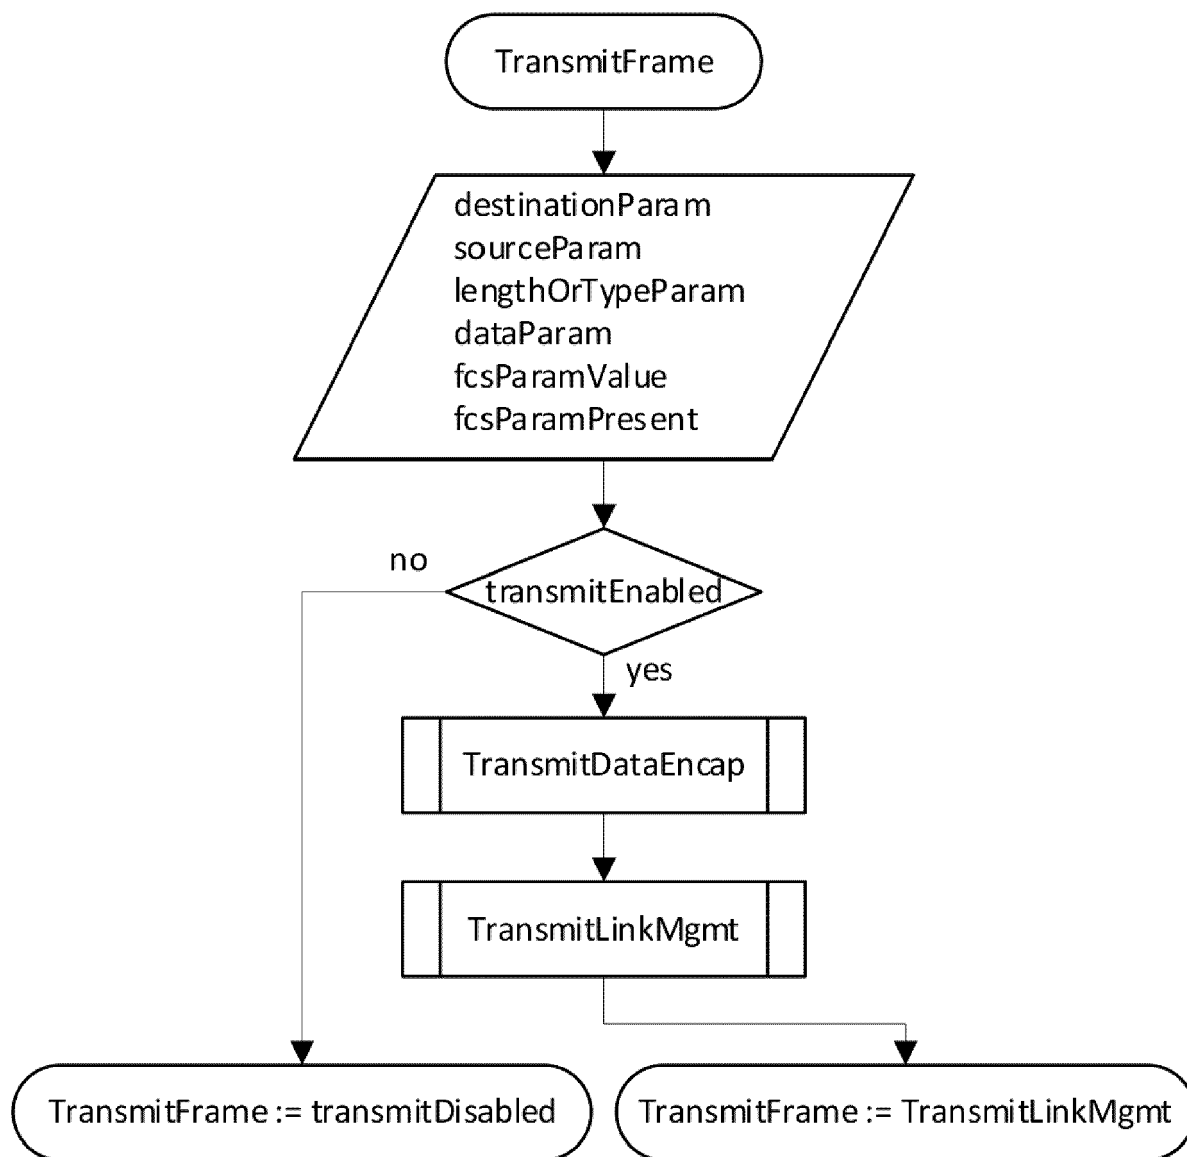 TransmitFrame
destinationParam
sourceParam
lengthOrTypeParam
dataParam
fcsParamValue
fcsParamPresent
no
transmitEnabled
yes
TransmitDataEncap
TransmitLinkMgmt
TransmitFrame := transmitDisabled
TransmitFrame := TransmitLinkMgmt